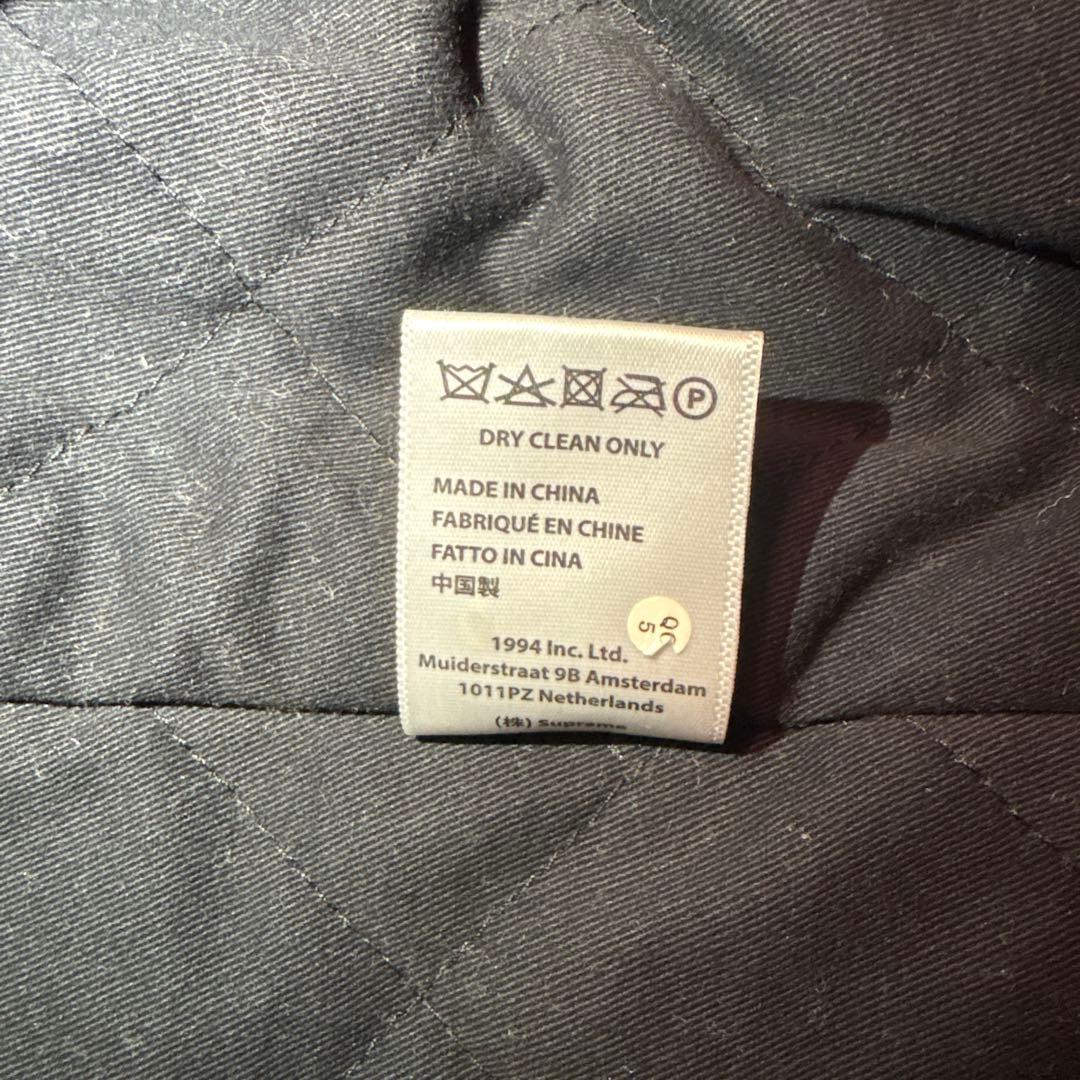 P
DRY CLEAN ONLY
MADE IN CHINA
FABRIQUÉ EN CHINE
FATTO IN CINA
中国製
QC
5
1994 Inc. Ltd.
Muiderstraat 9B Amsterdam
1011PZ Netherlands
(株) Supreme